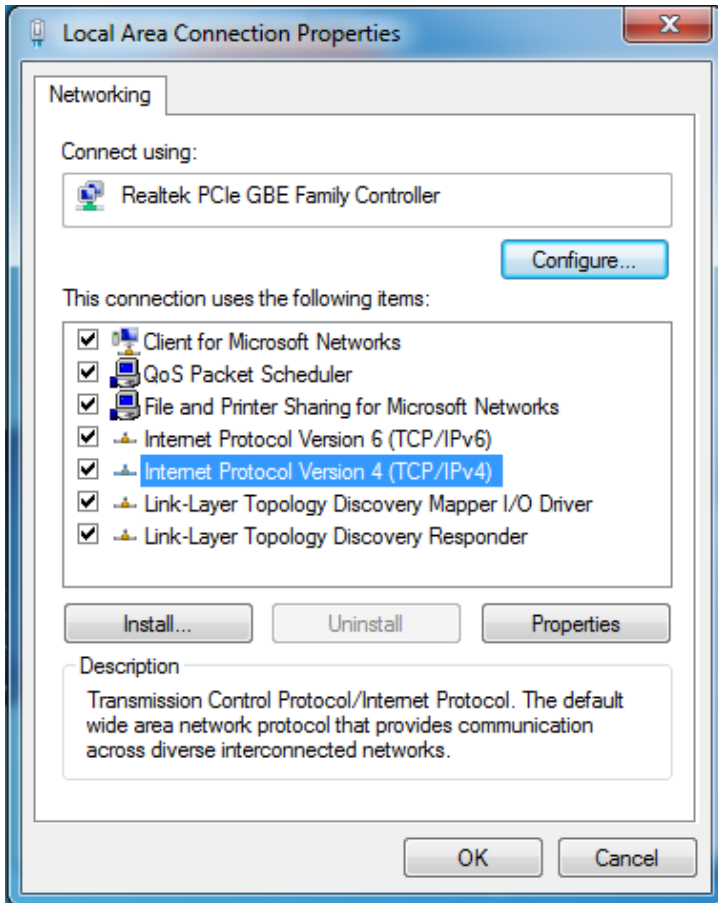 Local Area Connection Properties
X
Networking
Connect using:
Realtek PCIe GBE Family Controller
Configure...
This connection uses the following items:
Client for Microsoft Networks
QoS Packet Scheduler
File and Printer Sharing for Microsoft Networks
Internet Protocol Version 6 (TCP/IPv6)
Internet Protocol Version 4 (TCP/IPv4)
Link-Layer Topology Discovery Mapper I/O Driver
Link-Layer Topology Discovery Responder
Install...
Uninstall
Properties
Description
Transmission Control Protocol/Internet Protocol. The default
wide area network protocol that provides communication
across diverse interconnected networks.
OK
Cancel